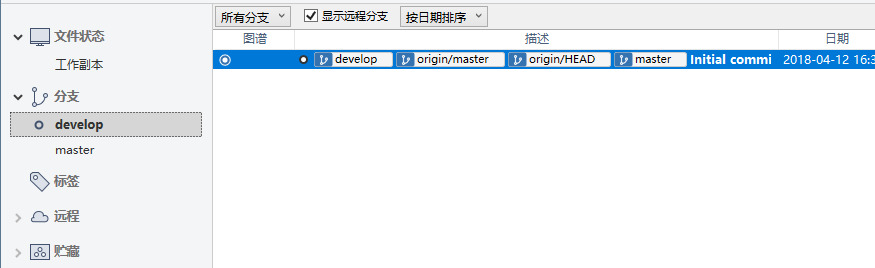 所有分支 显示远程分支 按日期排序
图谱 描述 日期
develop origin/master origin/HEAD master Initial commi 2018-04-12 16:3
文件状态
工作副本
分支
develop
master
标签
远程
贮藏